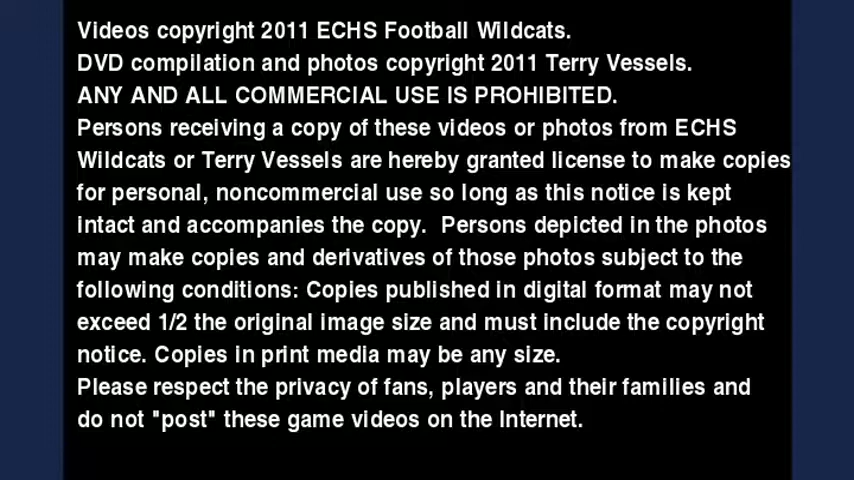 Videos copyright 2011 ECHS Football Wildcats.
DVD compilation and photos copyright 2011 Terry Vessels.
ANY AND ALL COMMERCIAL USE IS PROHIBITED.
Persons receiving a copy of these videos or photos from ECHS
Wildcats or Terry Vessels are hereby granted license to make copies
for personal, noncommercial use so long as this notice is kept
intact and accompanies the copy.  Persons depicted in the photos
may make copies and derivatives of those photos subject to the
following conditions: Copies published in digital format may not
exceed 1/2 the original image size and must include the copyright
notice. Copies in print media may be any size.
Please respect the privacy of fans, players and their families and
do not "post" these game videos on the Internet.